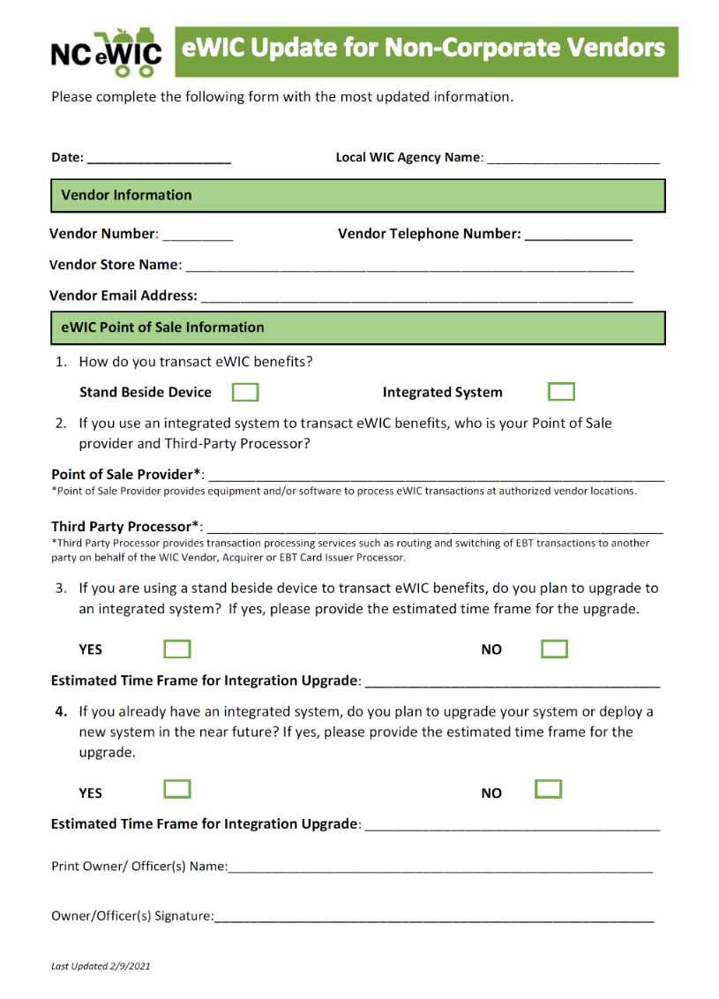 NC eWIC eWIC Update for Non-Corporate Vendors
Please complete the following form with the most updated information.
Date: ____________________ Local WIC Agency Name: ________________________
Vendor Information
Vendor Number: __________ Vendor Telephone Number: _______________
Vendor Store Name: ______________________________________________________________
Vendor Email Address: ____________________________________________________________
eWIC Point of Sale Information
1. How do you transact eWIC benefits?
Stand Beside Device Integrated System
2. If you use an integrated system to transact eWIC benefits, who is your Point of Sale
provider and Third-Party Processor?
Point of Sale Provider*: _______________________________________________________________
*Point of Sale Provider provides equipment and/or software to process eWIC transactions at authorized vendor locations.
Third Party Processor*: _______________________________________________________________
*Third Party Processor provides transaction processing services such as routing and switching of EBT transactions to another
party on behalf of the WIC Vendor, Acquirer or EBT Card Issuer Processor.
3. If you are using a stand beside device to transact eWIC benefits, do you plan to upgrade to
an integrated system? If yes, please provide the estimated time frame for the upgrade.
YES NO
Estimated Time Frame for Integration Upgrade: _________________________________________
4. If you already have an integrated system, do you plan to upgrade your system or deploy a
new system in the near future? If yes, please provide the estimated time frame for the
upgrade.
YES NO
Estimated Time Frame for Integration Upgrade: _________________________________________
Print Owner/ Officer(s) Name:___________________________________________________________
Owner/Officer(s) Signature:_____________________________________________________________
Last Updated 2/9/2021